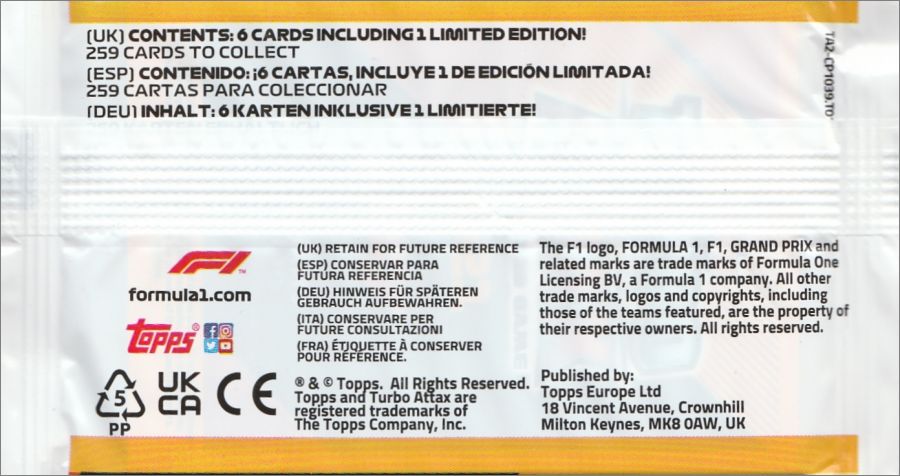 (UK) CONTENTS: 6 CARDS INCLUDING 1 LIMITED EDITION!
259 CARDS TO COLLECT
(ESP) CONTENIDO: ¡6 CARTAS, INCLUYE 1 DE EDICIÓN LIMITADA!
259 CARTAS PARA COLECCIONAR
(DEU) INHALT: 6 KARTEN INKLUSIVE 1 LIMITIERTE!
F1™
formula1.com
topps®
5
PP
UK
CA
CE
(UK) RETAIN FOR FUTURE REFERENCE
(ESP) CONSERVAR PARA
FUTURA REFERENCIA
(DEU) HINWEIS FÜR SPÄTEREN
GEBRAUCH AUFBEWAHREN.
(ITA) CONSERVARE PER
FUTURE CONSULTAZIONI
(FRA) ÉTIQUETTE À CONSERVER
POUR RÉFÉRENCE.
® & © Topps. All Rights Reserved.
Topps and Turbo Attax are
registered trademarks of
The Topps Company, Inc.
The F1 logo, FORMULA 1, F1, GRAND PRIX and
related marks are trade marks of Formula One
Licensing BV, a Formula 1 company. All other
trade marks, logos and copyrights, including
those of the teams featured, are the property of
their respective owners. All rights reserved.
Published by:
Topps Europe Ltd
18 Vincent Avenue, Crownhill
Milton Keynes, MK8 0AW, UK